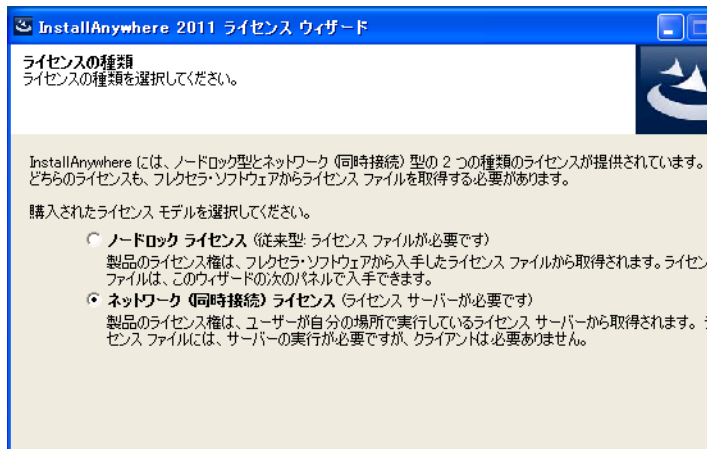 InstallAnywhere 2011 ライセンス ウィザード
ライセンスの種類
ライセンスの種類を選択してください。
InstallAnywhere には、ノードロック型とネットワーク (同時接続) 型の 2 つの種類のライセンスが提供されています。
どちらのライセンスも、フレクセラ・ソフトウェアからライセンス ファイルを取得する必要があります。
購入されたライセンス モデルを選択してください。
ノードロック ライセンス (従来型: ライセンス ファイルが必要です)
製品のライセンス権は、フレクセラ・ソフトウェアから入手したライセンス ファイルから取得されます。ライセン
ファイルは、このウィザードの次のパネルで入手できます。
ネットワーク (同時接続) ライセンス (ライセンス サーバーが必要です)
製品のライセンス権は、ユーザーが自分の場所で実行しているライセンス サーバーから取得されます。
センス ファイルには、サーバーの実行が必要ですが、クライアントは必要ありません。